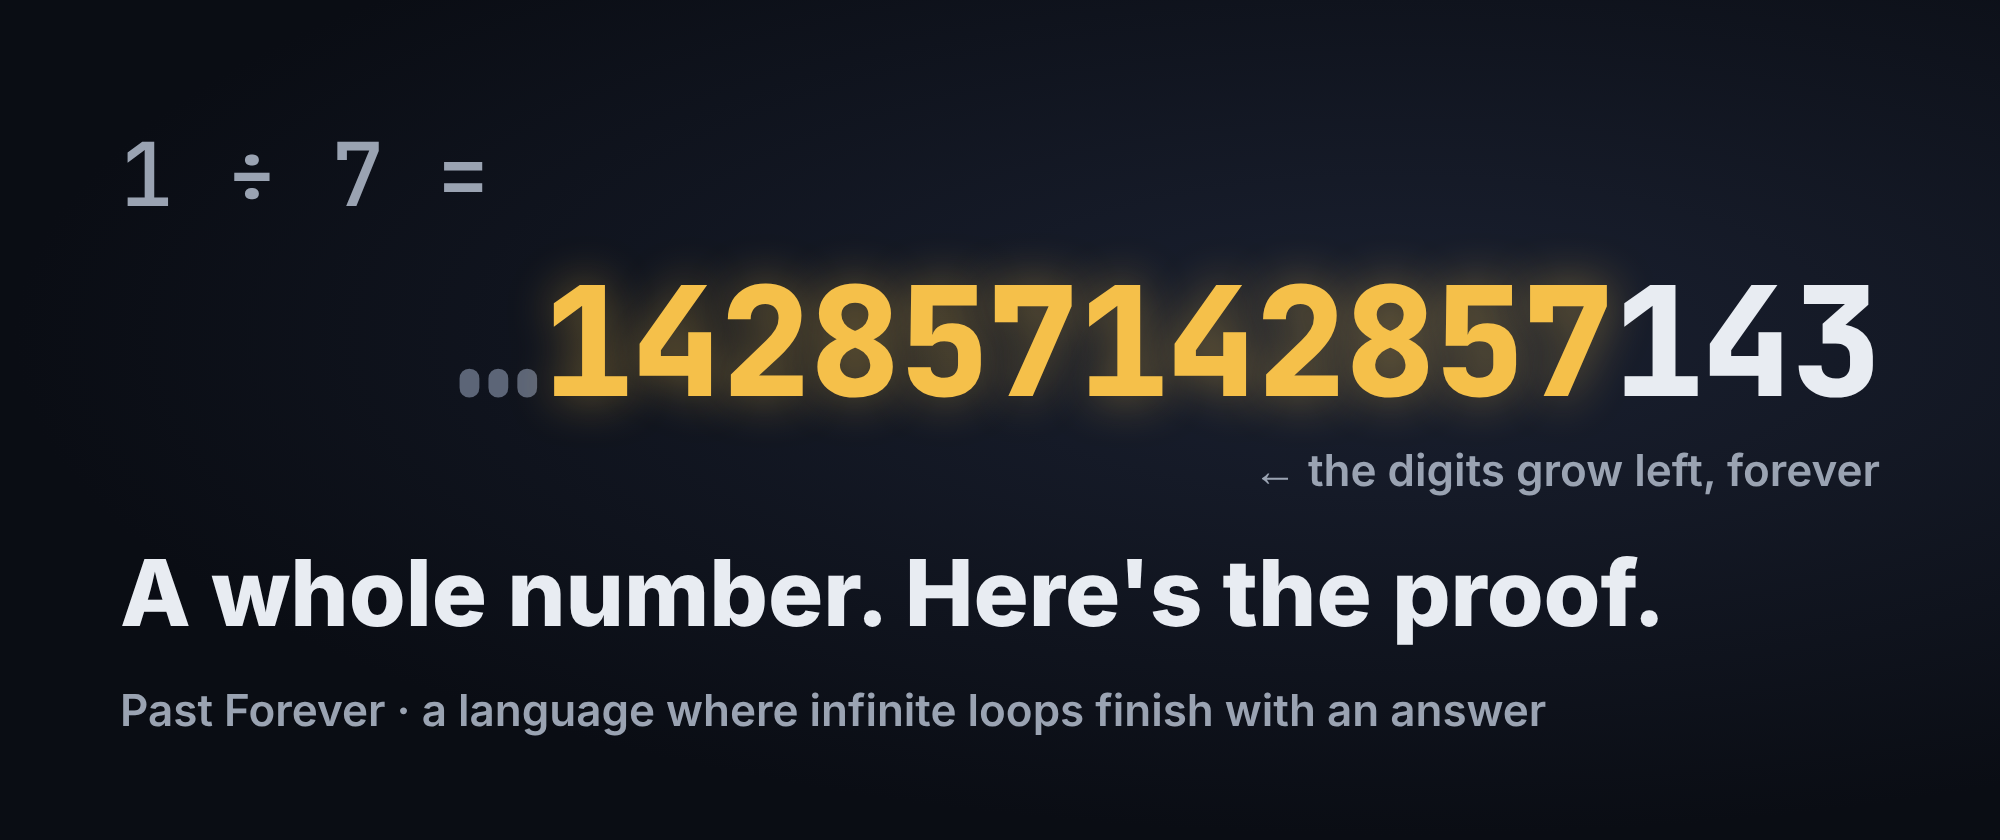 1 ÷ 7 =
…142857142857143
← the digits grow left, forever
A whole number. Here's the proof.
Past Forever · a language where infinite loops finish with an answer